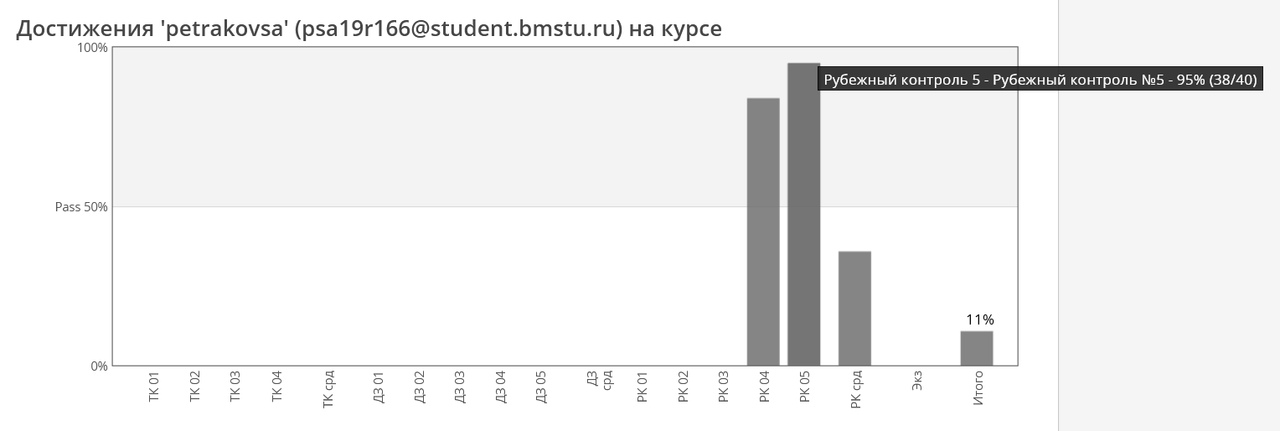 Достижения 'petrakovsa' (psa19r166@student.bmstu.ru) на курсе
100%
Рубежный контроль 5 - Рубежный контроль №5 - 95% (38/40)
Pass 50%
11%
0%
ТК 01
ТК 02
ТК 03
ТК 04
ТК срд
ДЗ 01
ДЗ 02
ДЗ 03
ДЗ 04
ДЗ 05
ДЗ
срд
РК 01
РК 02
РК 03
РК 04
РК 05
РК срд
Экз
Итого